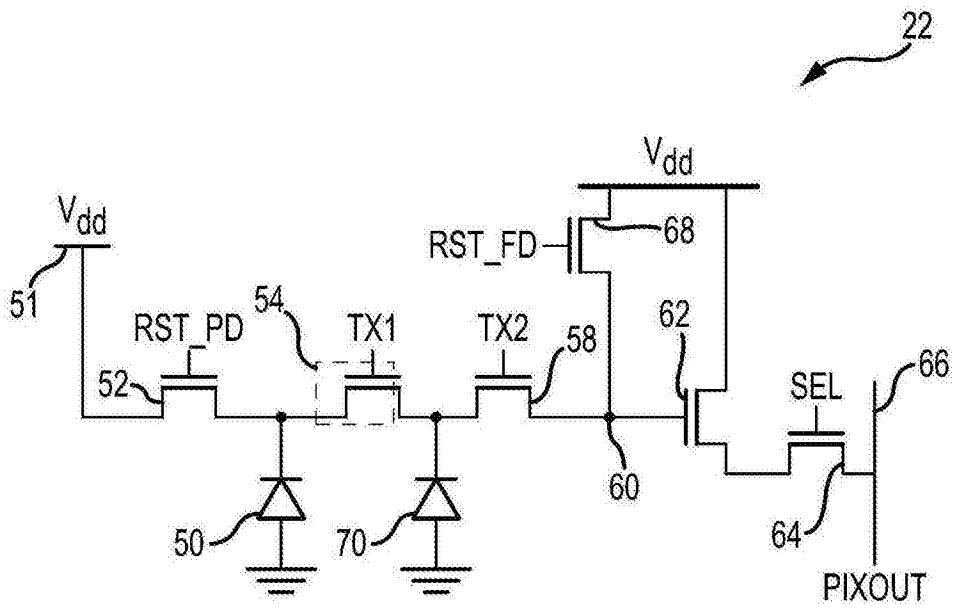 22
Vdd
Vdd
51
RST_FD
68
RST_PD
54
TX1
TX2
58
62
66
52
SEL
60
50
70
64
PIXOUT